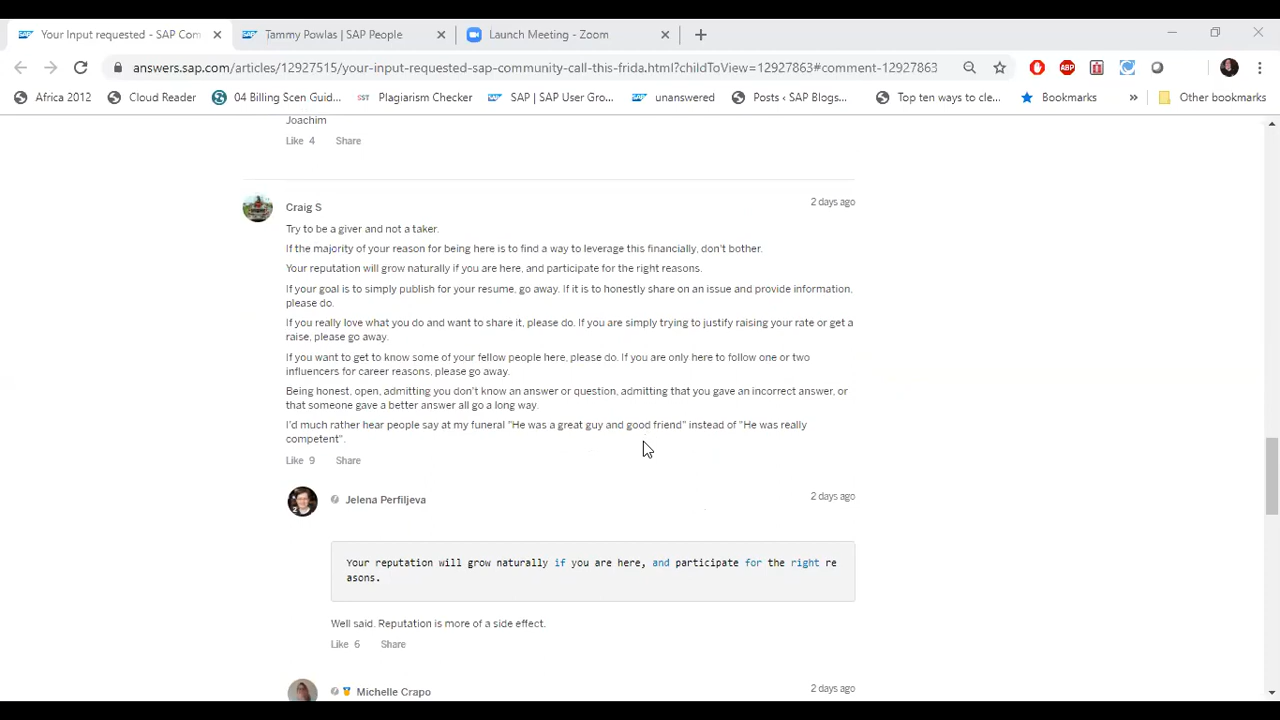 Your Input requested - SAP Com
Tammy Powlas | SAP People
Launch Meeting - Zoom
answers.sap.com/articles/12927515/your-input-requested-sap-community-call-this-frida.html?childToView=12927863#comment-12927863
ABP
Africa 2012
Cloud Reader
04 Billing Scen Guid...
CST Plagiarism Checker
SAP | SAP User Gro...
unanswered
Posts ‹ SAP Blogs...
Top ten ways to cle...
Bookmarks
»
Other bookmarks
Joachim
Like 4 Share
Craig S 2 days ago
Try to be a giver and not a taker.
If the majority of your reason for being here is to find a way to leverage this financially, don't bother.
Your reputation will grow naturally if you are here, and participate for the right reasons.
If your goal is to simply publish for your resume, go away. If it is to honestly share on an issue and provide information,
please do.
If you really love what you do and want to share it, please do. If you are simply trying to justify raising your rate or get a
raise, please go away.
If you want to get to know some of your fellow people here, please do. If you are only here to follow one or two
influencers for career reasons, please go away.
Being honest, open, admitting you don't know an answer or question, admitting that you gave an incorrect answer, or
that someone gave a better answer all go a long way.
I'd much rather hear people say at my funeral "He was a great guy and good friend" instead of "He was really
competent".
Like 9 Share
Jelena Perfiljeva 2 days ago
Your reputation will grow naturally if you are here, and participate for the right re
asons.
Well said. Reputation is more of a side effect.
Like 6 Share
Michelle Crapo 2 days ago